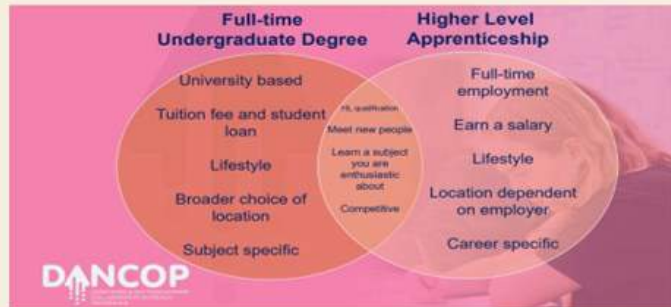 Full-time
Undergraduate Degree
Higher Level
Apprenticeship
University based
Tuition fee and student
loan
Lifestyle
Broader choice of
location
Subject specific
HE qualification
Meet new people
Learn a subject
you are
enthusiastic
about
Competitive
Full-time
employment
Earn a salary
Lifestyle
Location dependent
on employer
Career specific
DANCOP